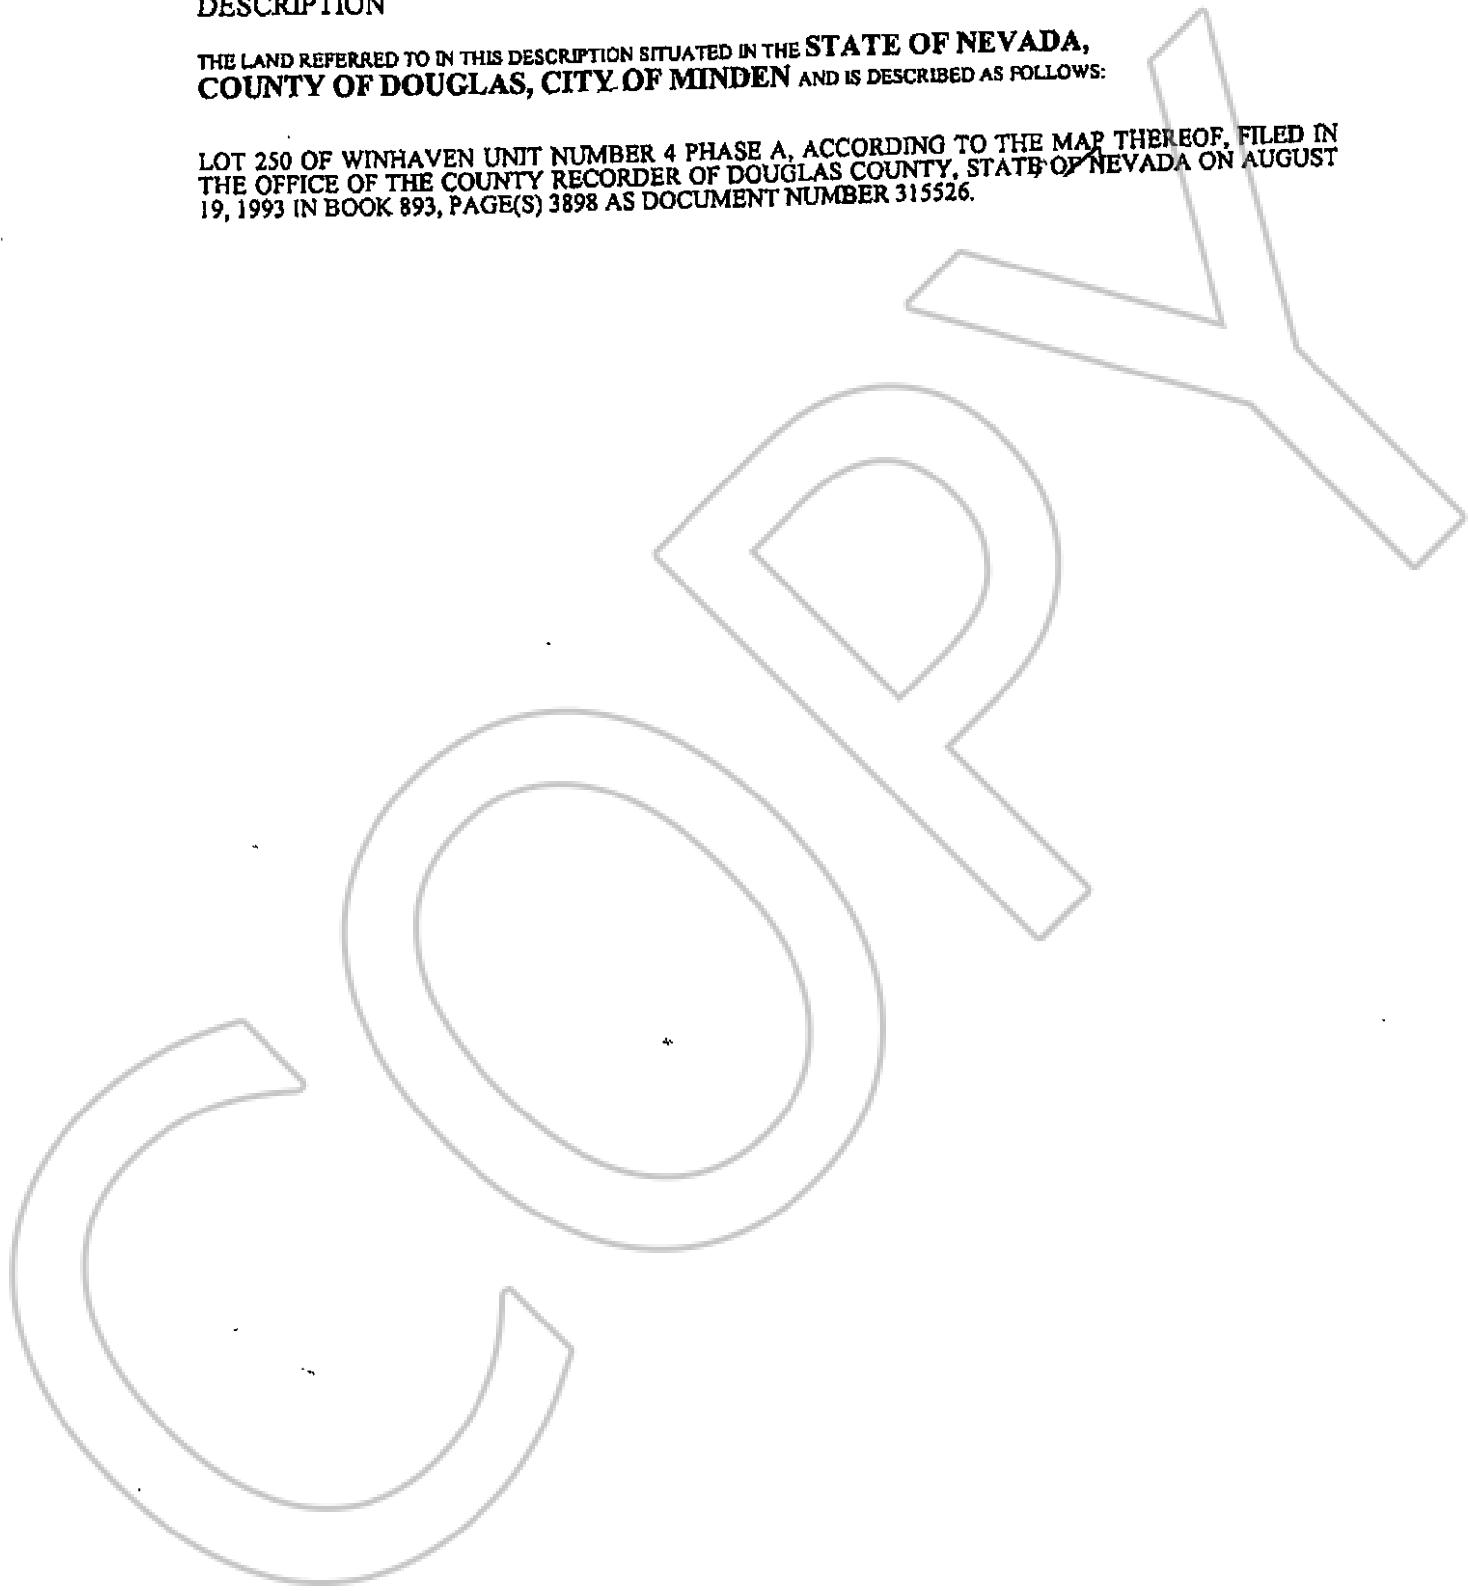 DESCRIPTION
THE LAND REFERRED TO IN THIS DESCRIPTION SITUATED IN THE STATE OF NEVADA,
COUNTY OF DOUGLAS, CITY OF MINDEN AND IS DESCRIBED AS FOLLOWS:
LOT 250 OF WINHAVEN UNIT NUMBER 4 PHASE A, ACCORDING TO THE MAP THEREOF, FILED IN
THE OFFICE OF THE COUNTY RECORDER OF DOUGLAS COUNTY, STATE OF NEVADA ON AUGUST
19, 1993 IN BOOK 893, PAGE(S) 3898 AS DOCUMENT NUMBER 315526.
COPY